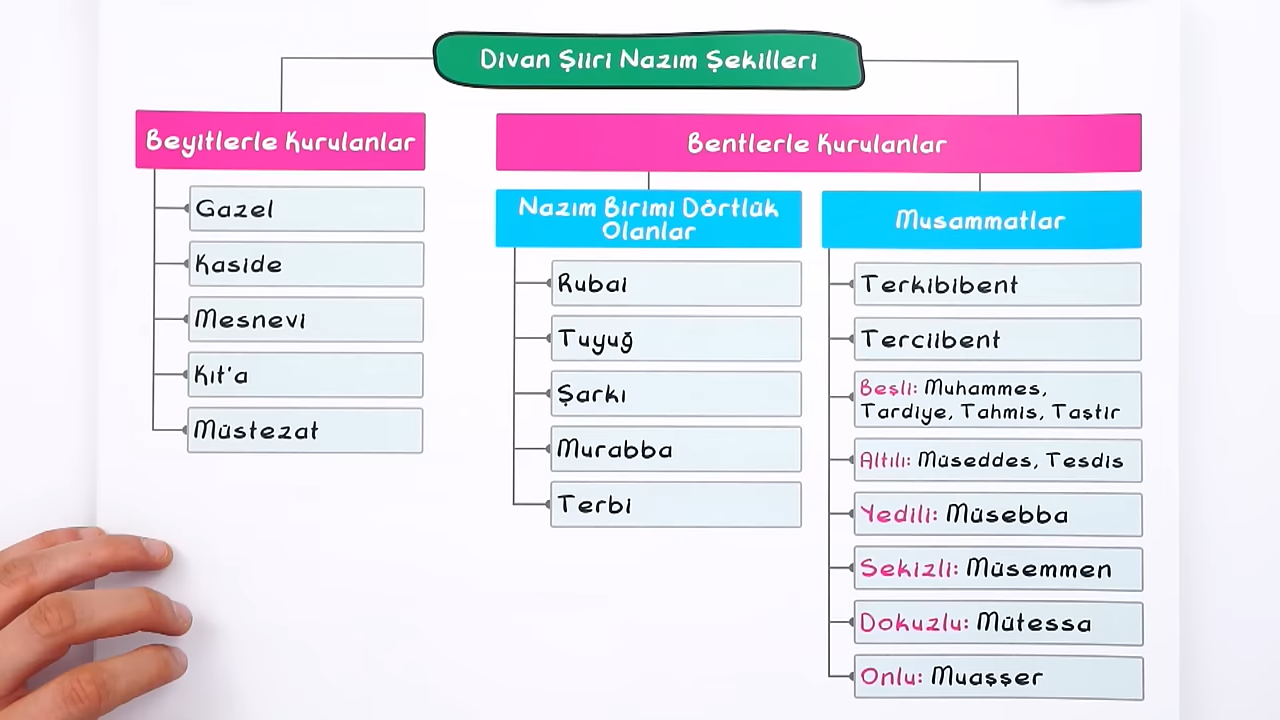 Divan Şiiri Nazım Şekilleri
Beyitlerle Kurulanlar
Gazel
Kaside
Mesnevi
Kıt'a
Müstezat
Bentlerle Kurulanlar
Nazım Birimi Dörtlük
Olanlar
Rubai
Tuyuğ
Şarkı
Murabba
Terbi
Musammatlar
Terkibibent
Terciibent
Beşli: Muhammes,
Tardiye, Tahmis, Taştir
Altılı: Müseddes, Tesdis
Yedili: Müsebba
Sekizli: Müsemmen
Dokuzlu: Mütessa
Onlu: Muaşşer